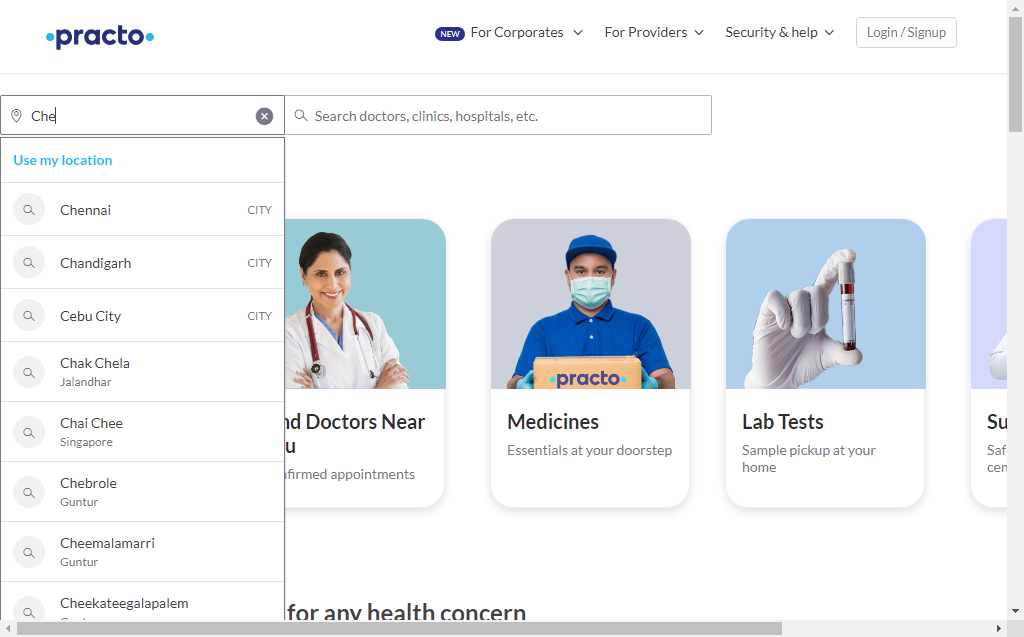 practo
NEW For Corporates For Providers Security & help Login / Signup
Che Search doctors, clinics, hospitals, etc.
Use my location
Chennai CITY
Chandigarh CITY
Cebu City CITY
Chak Chela
Jalandhar
Chai Chee
Singapore
Chebrole
Guntur
Cheemalamarri
Guntur
Cheekateegalapalem
nd Doctors Near
u
nfirmed appointments
practo
Medicines
Essentials at your doorstep
Lab Tests
Sample pickup at your
home
Su
Saf
cen
for any health concern